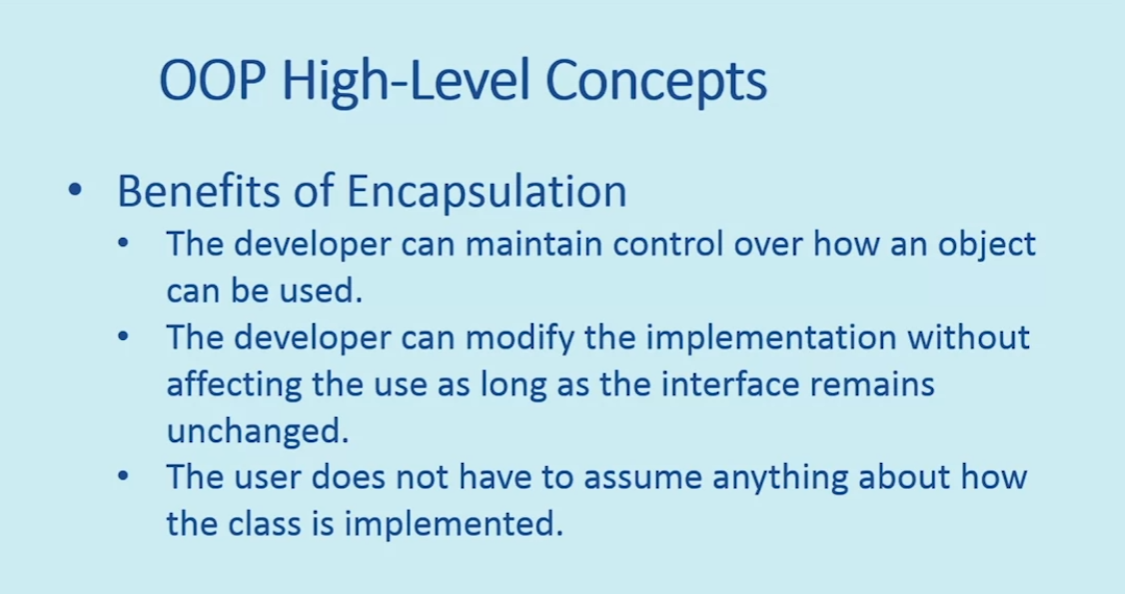 OOP High-Level Concepts
• Benefits of Encapsulation
• The developer can maintain control over how an object
can be used.
• The developer can modify the implementation without
affecting the use as long as the interface remains
unchanged.
• The user does not have to assume anything about how
the class is implemented.